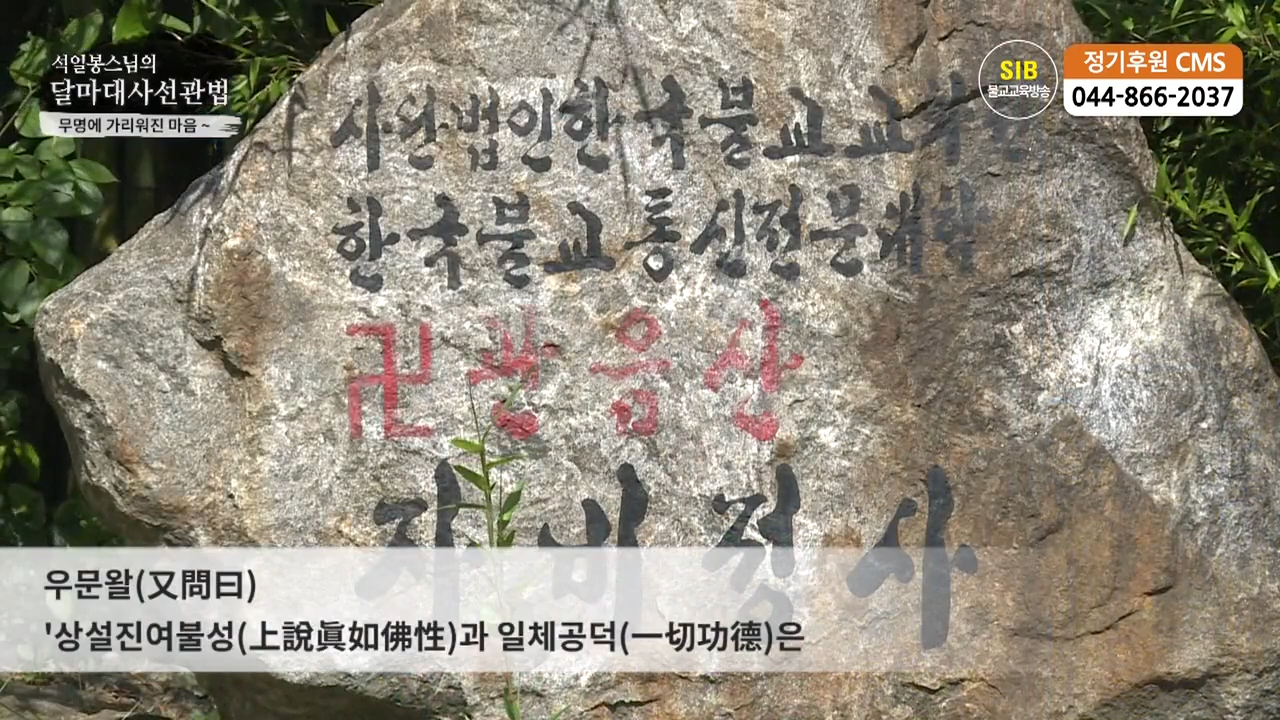 석일봉스님의
달마대사선관법
무명에 가리워진 마음 ~
SIB
불교교육방송
정기후원 CMS
044-866-2037
사단법인한국불교교화원
한국불교통신전문대학
卍관음산
자비정사
우문왈(又問曰)
'상설진여불성(上說眞如佛性)과 일체공덕(一切功德)은